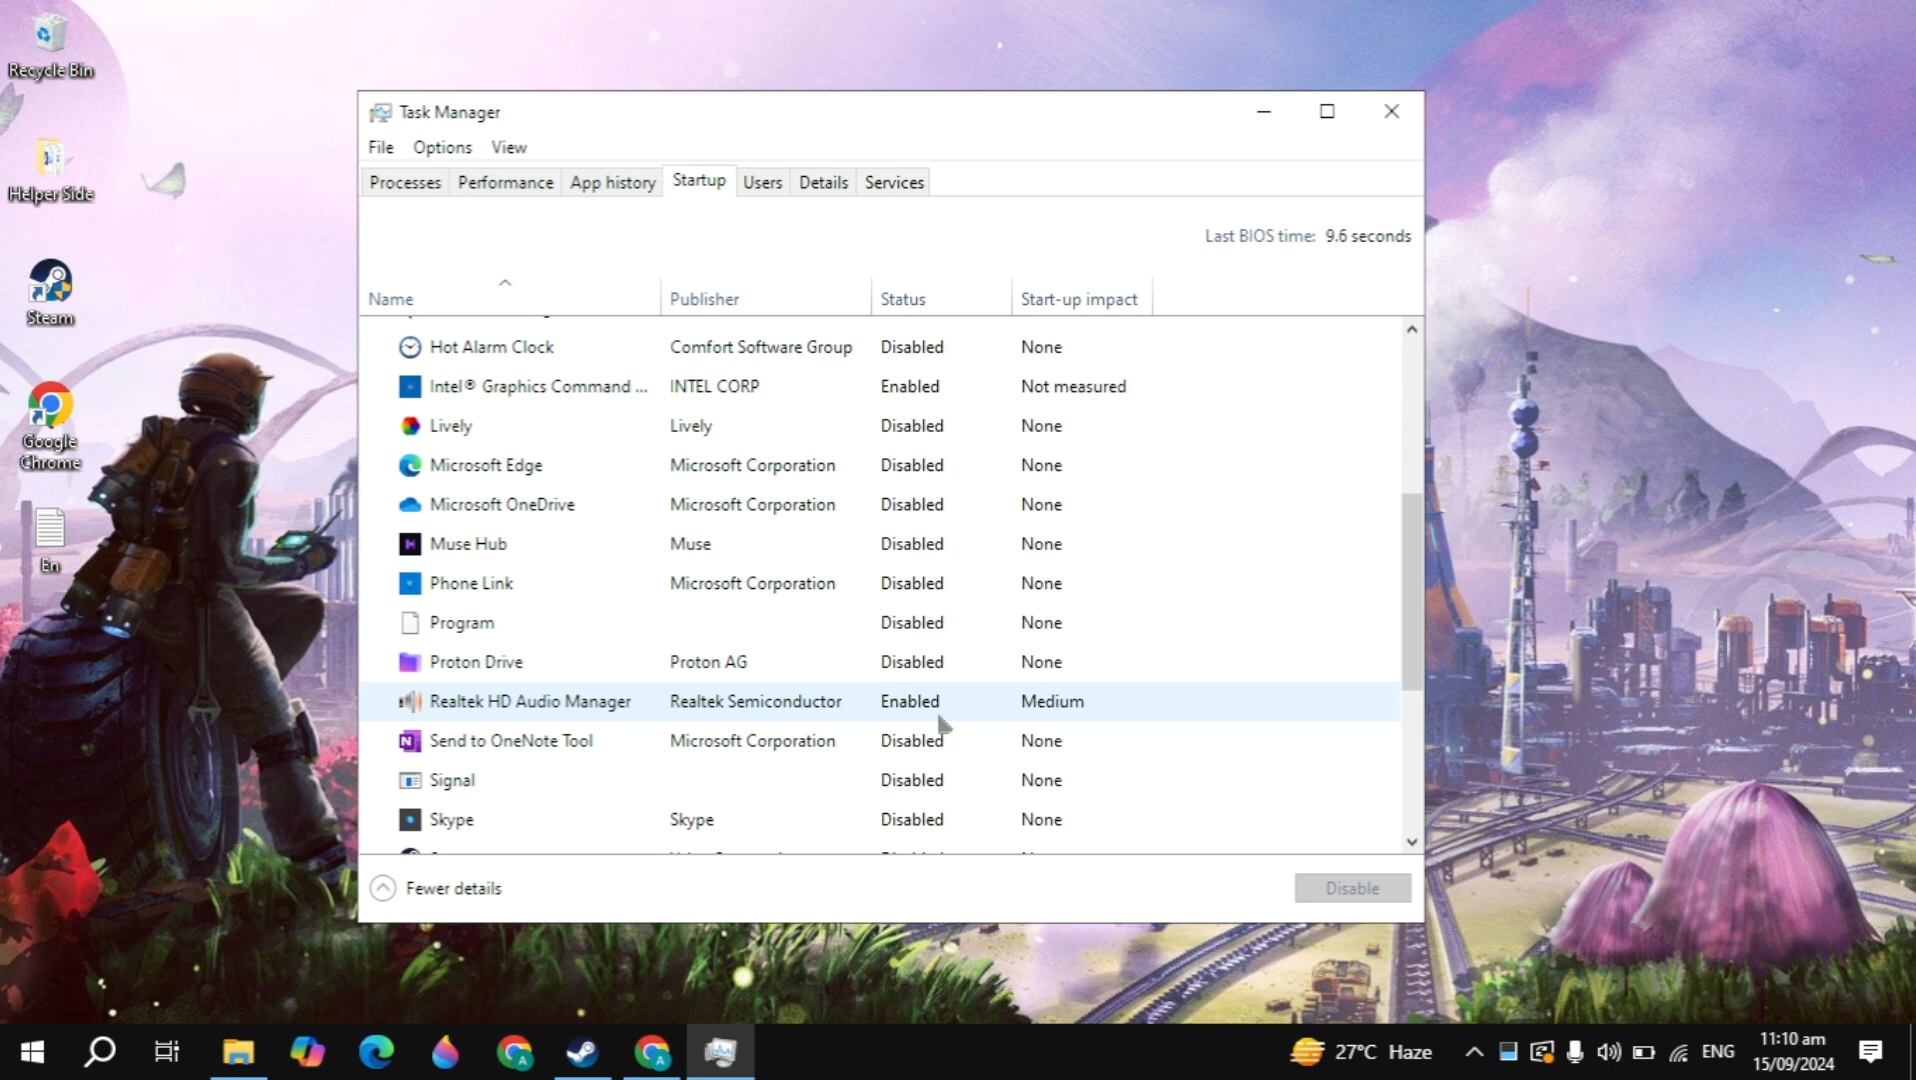 Recycle Bin
Helper Side
Steam
Google
Chrome
En
Task Manager
File Options View
Processes Performance App history Startup Users Details Services
Last BIOS time: 9.6 seconds
Name Publisher Status Start-up impact
Hot Alarm Clock Comfort Software Group Disabled None
Intel® Graphics Command ... INTEL CORP Enabled Not measured
Lively Lively Disabled None
Microsoft Edge Microsoft Corporation Disabled None
Microsoft OneDrive Microsoft Corporation Disabled None
Muse Hub Muse Disabled None
Phone Link Microsoft Corporation Disabled None
Program Disabled None
Proton Drive Proton AG Disabled None
Realtek HD Audio Manager Realtek Semiconductor Enabled Medium
Send to OneNote Tool Microsoft Corporation Disabled None
Signal Disabled None
Skype Skype Disabled None
Fewer details Disable
27°C Haze ENG 11:10 am
15/09/2024